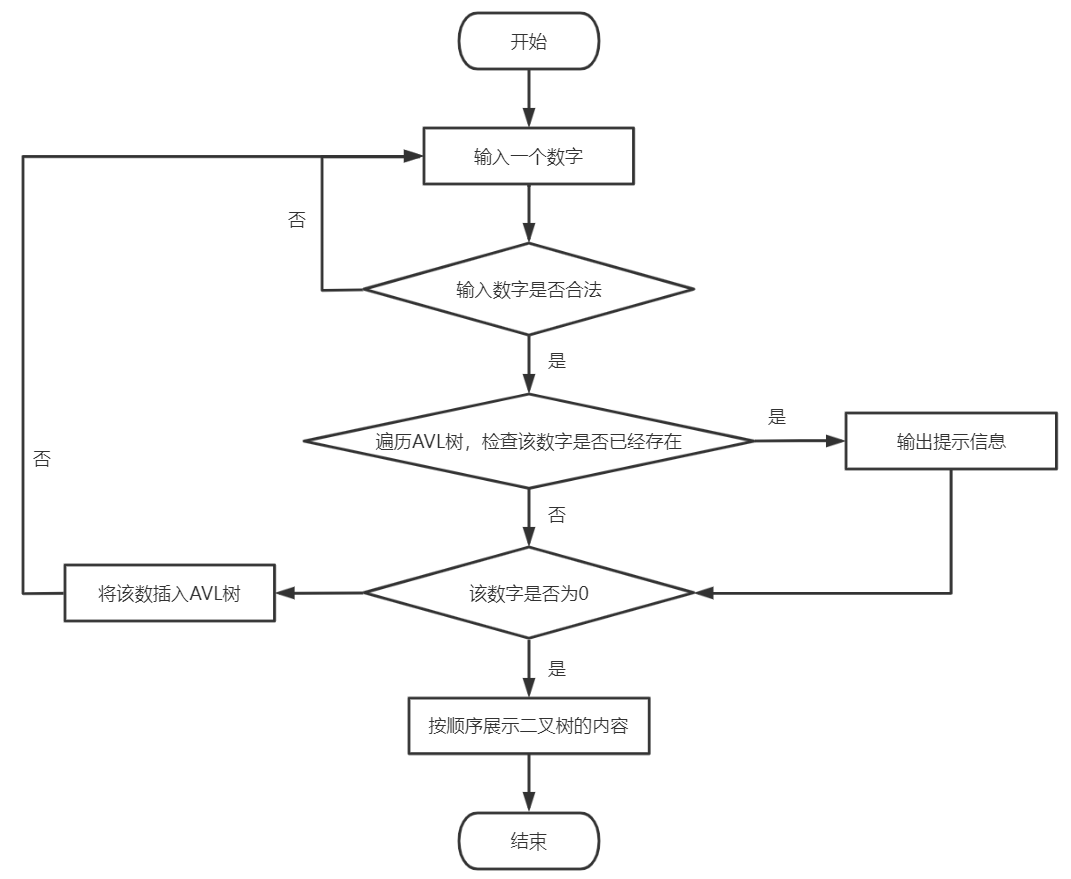 开始
输入一个数字
否
输入数字是否合法
是
遍历AVL树，检查该数字是否已经存在
是
输出提示信息
否
否
该数字是否为0
将该数插入AVL树
是
按顺序展示二叉树的内容
结束